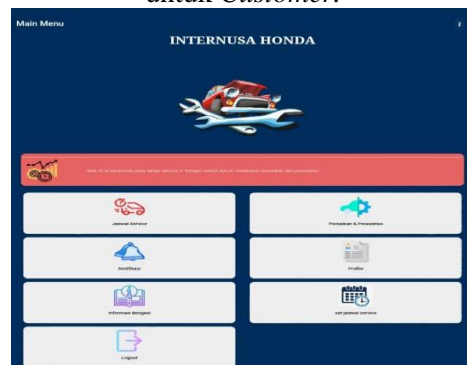 untuk Customer.
Main Menu
INTERNUSA HONDA
Jadwal Service
Perbaikan & Perawatan
Notifikasi
Profile
Informasi Bengkel
set jadwal service
Logout